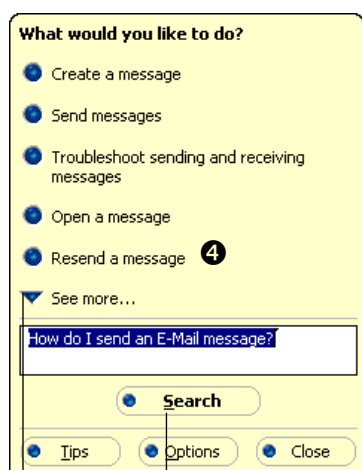 What would you like to do?
Create a message
Send messages
Troubleshoot sending and receiving
messages
Open a message
Resend a message 4
See more...
How do I send an E-Mail message?
Search
Tips Options Close